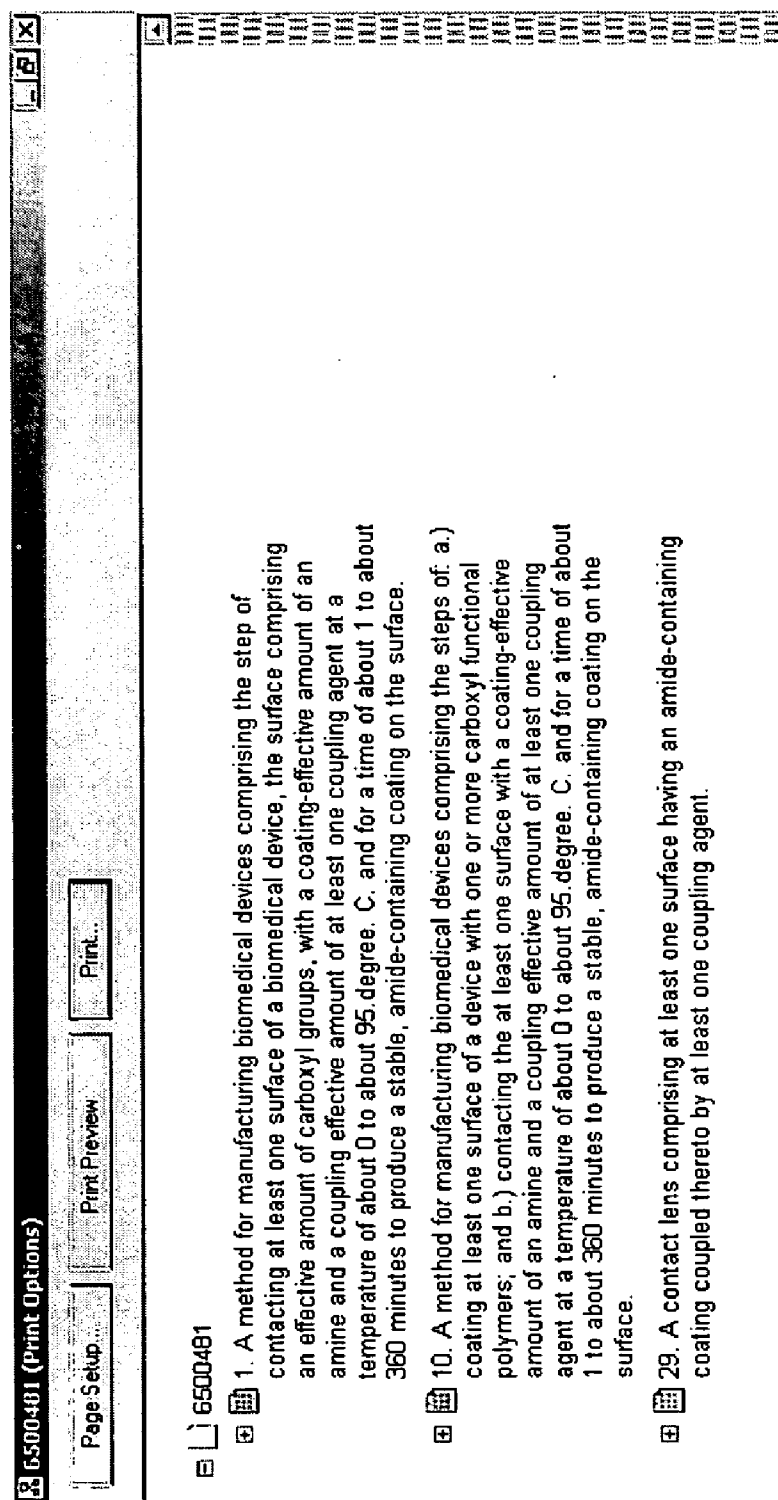 6500481 (Print Options)
Page Setup... Print Preview Print...
6500481
1. A method for manufacturing biomedical devices comprising the step of
contacting at least one surface of a biomedical device, the surface comprising
an effective amount of carboxyl groups, with a coating-effective amount of an
amine and a coupling effective amount of at least one coupling agent at a
temperature of about 0 to about 95.degree. C. and for a time of about 1 to about
360 minutes to produce a stable, amide-containing coating on the surface.
10. A method for manufacturing biomedical devices comprising the steps of: a.)
coating at least one surface of a device with one or more carboxyl functional
polymers; and b.) contacting the at least one surface with a coating-effective
amount of an amine and a coupling effective amount of at least one coupling
agent at a temperature of about 0 to about 95.degree. C. and for a time of about
1 to about 360 minutes to produce a stable, amide-containing coating on the
surface.
29. A contact lens comprising at least one surface having an amide-containing
coating coupled thereto by at least one coupling agent.